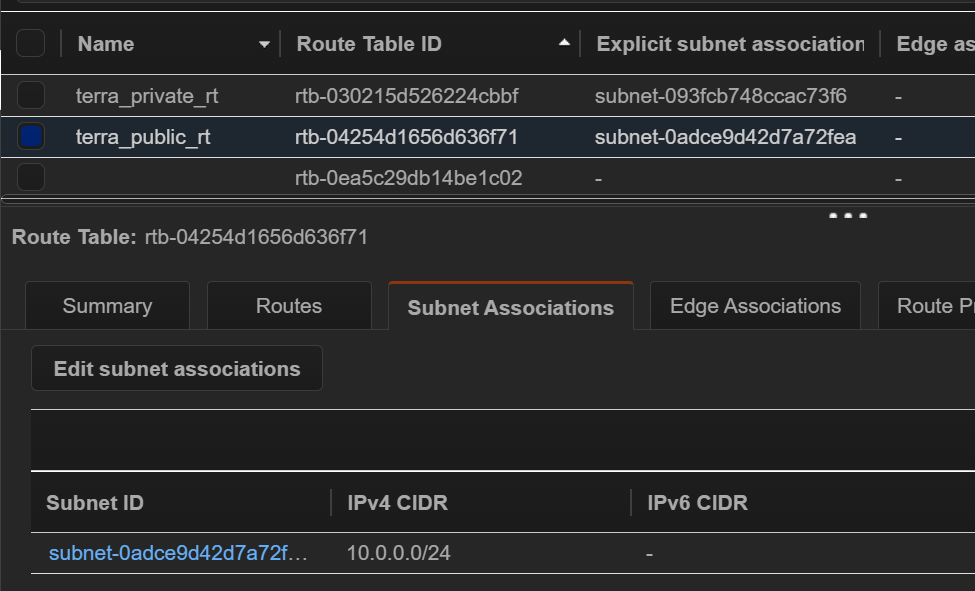 Name Route Table ID Explicit subnet association Edge as
terra_private_rt rtb-030215d526224cbbf subnet-093fcb748ccac73f6 -
terra_public_rt rtb-04254d1656d636f71 subnet-0adce9d42d7a72fea -
rtb-0ea5c29db14be1c02 - -
Route Table: rtb-04254d1656d636f71
Summary Routes Subnet Associations Edge Associations Route P
Edit subnet associations
Subnet ID IPv4 CIDR IPv6 CIDR
subnet-0adce9d42d7a72f... 10.0.0.0/24 -